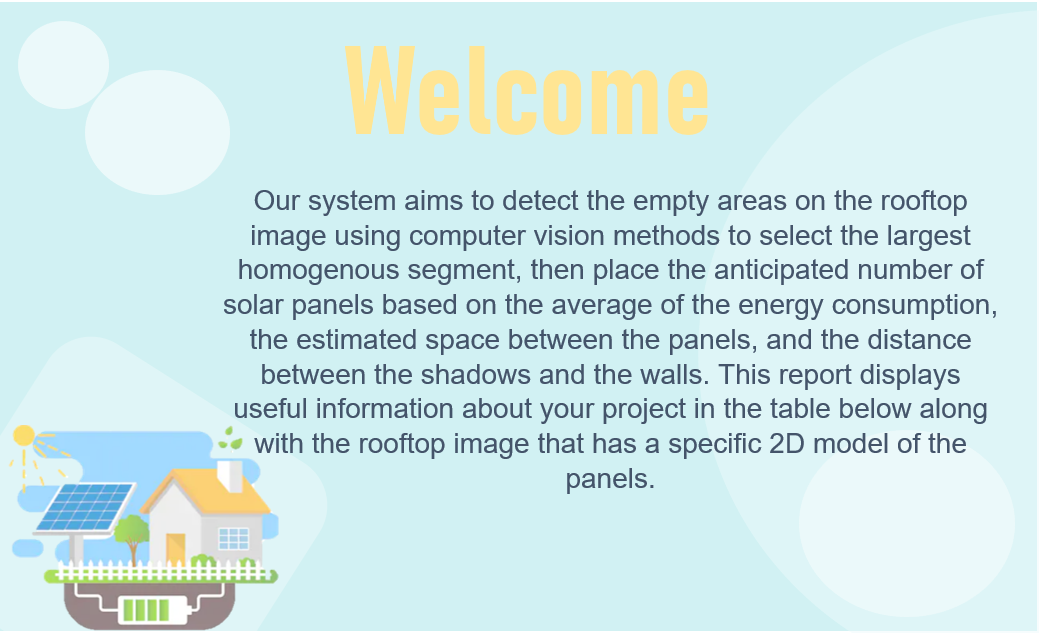 Welcome
Our system aims to detect the empty areas on the rooftop
image using computer vision methods to select the largest
homogenous segment, then place the anticipated number of
solar panels based on the average of the energy consumption,
the estimated space between the panels, and the distance
between the shadows and the walls. This report displays
useful information about your project in the table below along
with the rooftop image that has a specific 2D model of the
panels.